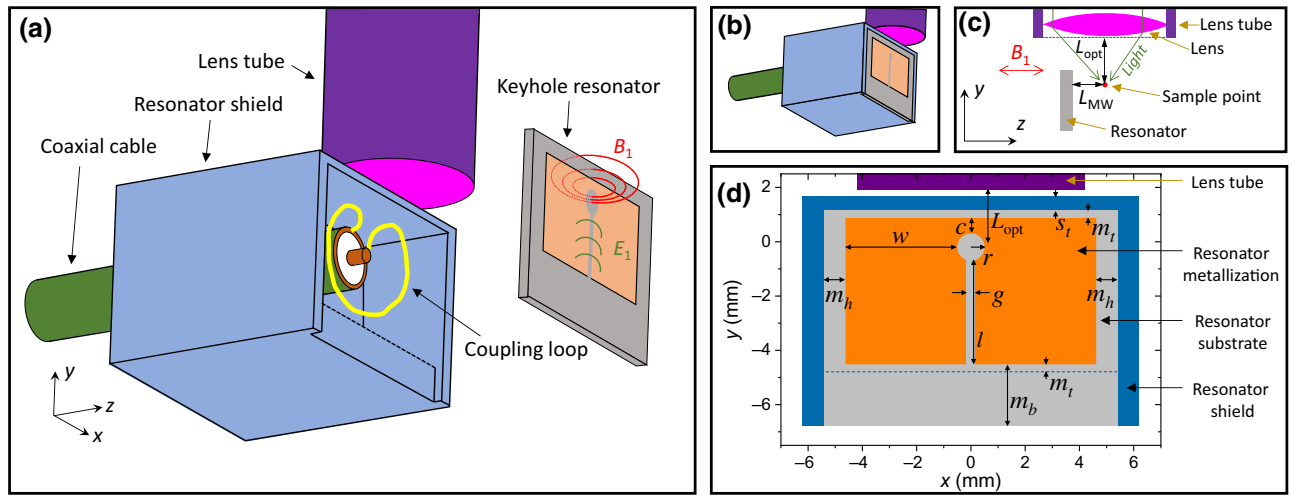 (a)
Lens tube
Resonator shield
Coaxial cable
Keyhole resonator
B1
E1
Coupling loop
y
z
x
(b)
(c)
Lens tube
Lens
Lopt
Light
B1
Sample point
LMW
Resonator
y
z
(d)
Lens tube
2
0
−2
−4
−6
y (mm)
c
Lopt
st
mt
w
r
mh
g
mh
l
mt
mb
Resonator
metallization
Resonator
substrate
Resonator
shield
−6 −4 −2 0 2 4 6
x (mm)